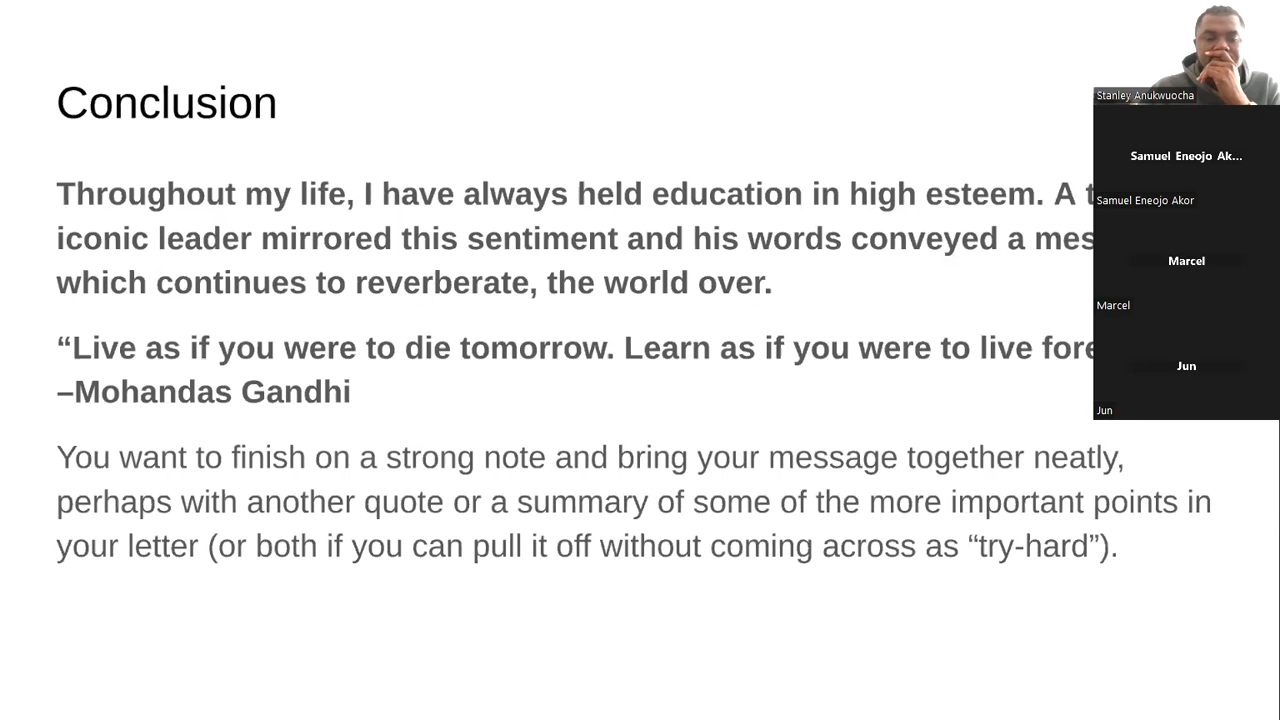 Conclusion
Throughout my life, I have always held education in high esteem. A
iconic leader mirrored this sentiment and his words conveyed a
which continues to reverberate, the world over.
“Live as if you were to die tomorrow. Learn as if you were to live
–Mohandas Gandhi
You want to finish on a strong note and bring your message together neatly,
perhaps with another quote or a summary of some of the more important points in
your letter (or both if you can pull it off without coming across as “try-hard”).
Stanley Anukwuocha
Samuel Eneojo Ak...
Samuel Eneojo Akor
Marcel
Marcel
Jun
Jun